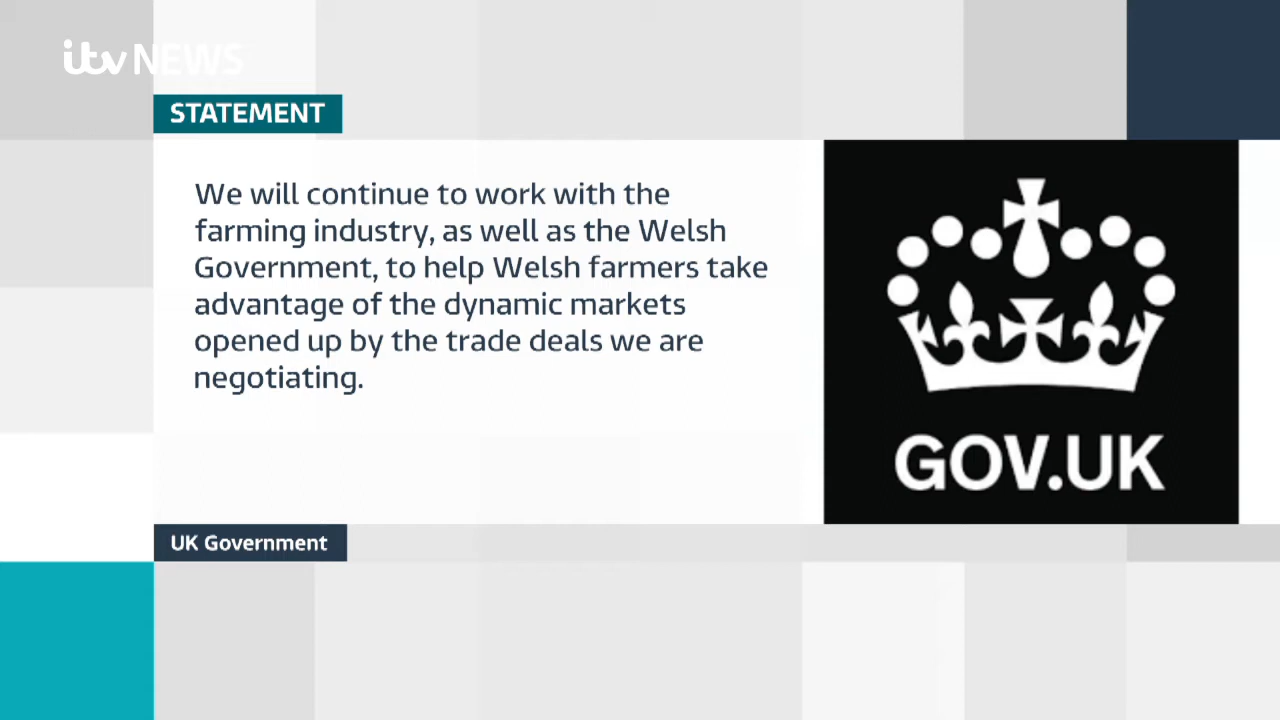 itv NEWS
STATEMENT
We will continue to work with the
farming industry, as well as the Welsh
Government, to help Welsh farmers take
advantage of the dynamic markets
opened up by the trade deals we are
negotiating.
GOV.UK
UK Government